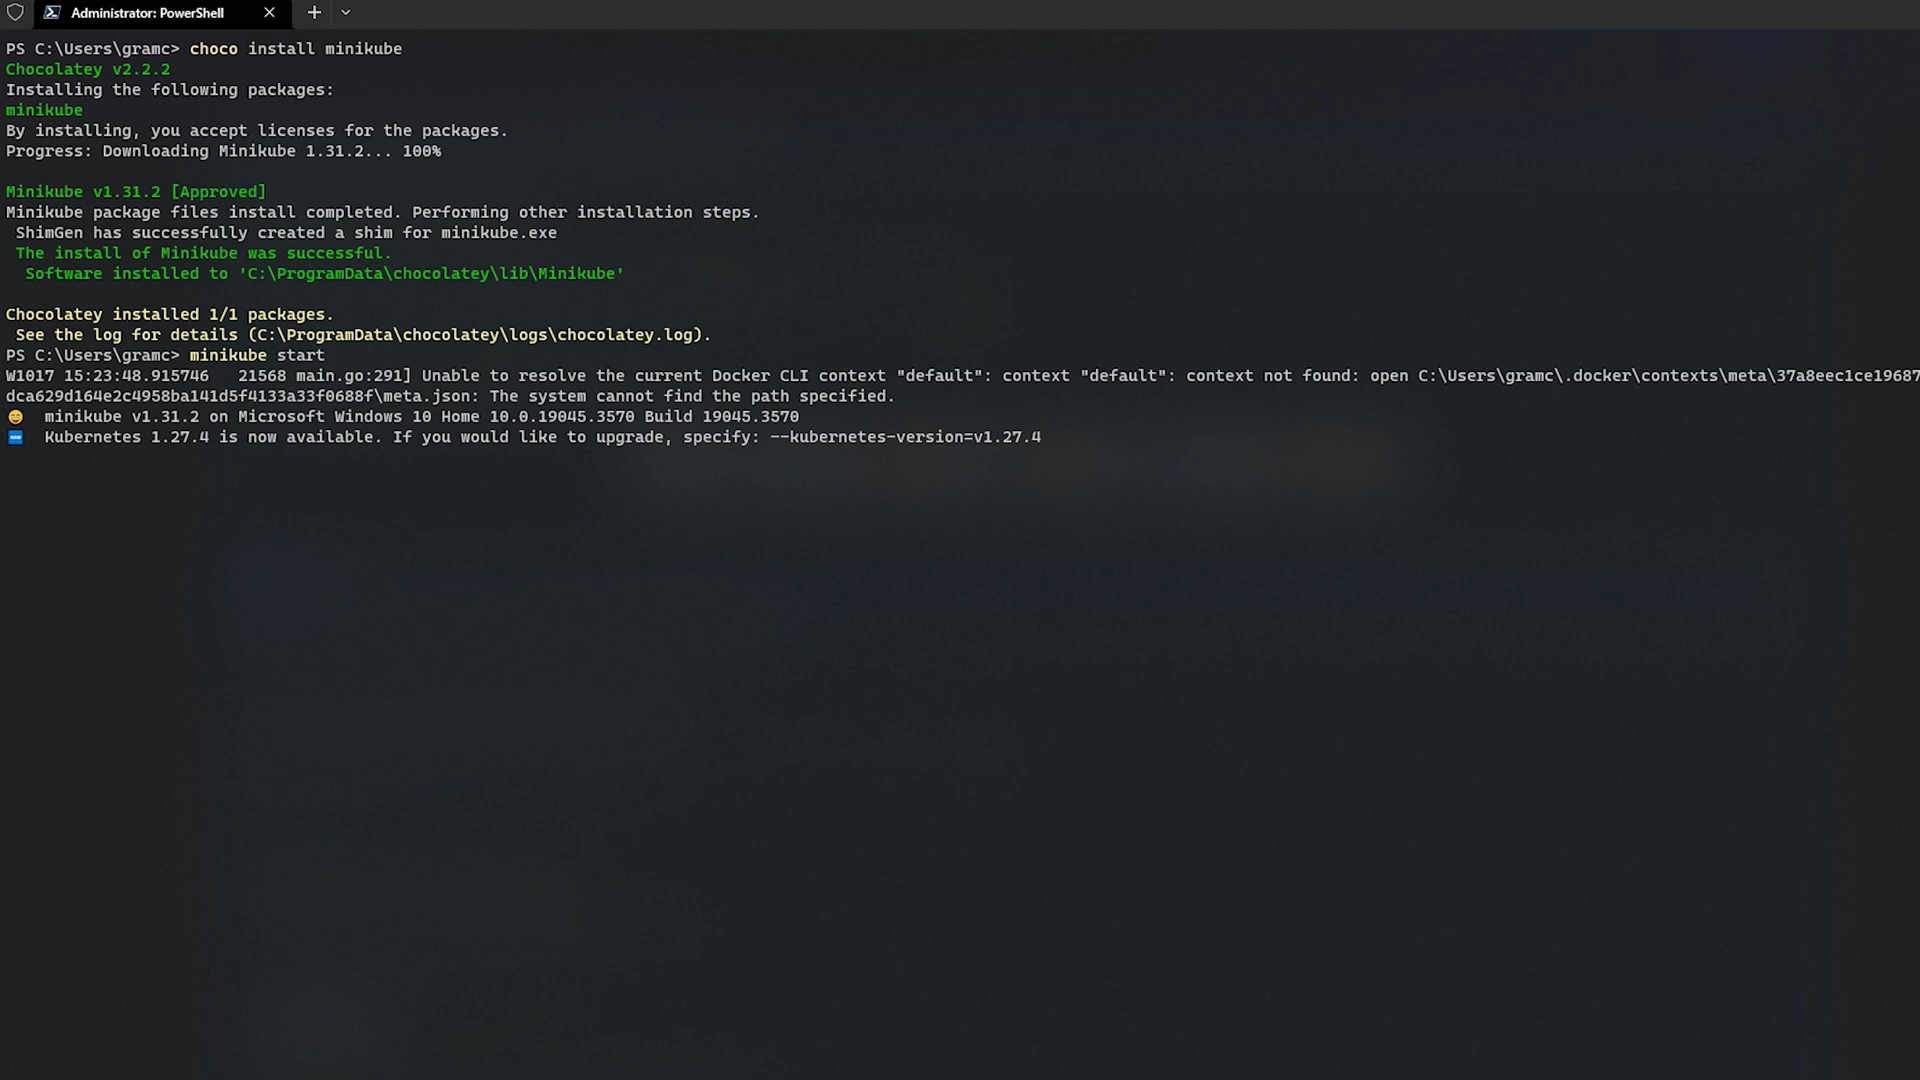 Administrator: PowerShell
PS C:\Users\gramc> choco install minikube
Chocolatey v2.2.2
Installing the following packages:
minikube
By installing, you accept licenses for the packages.
Progress: Downloading Minikube 1.31.2... 100%
Minikube v1.31.2 [Approved]
Minikube package files install completed. Performing other installation steps.
ShimGen has successfully created a shim for minikube.exe
The install of Minikube was successful.
Software installed to 'C:\ProgramData\chocolatey\lib\Minikube'
Chocolatey installed 1/1 packages.
See the log for details (C:\ProgramData\chocolatey\logs\chocolatey.log).
PS C:\Users\gramc> minikube start
W1017 15:23:48.915746   21568 main.go:291] Unable to resolve the current Docker CLI context "default": context "default": context not found: open C:\Users\gramc\.docker\contexts\meta\37a8eec1ce19687
dca629d164e2c4958ba141d5f4133a33f0688f\meta.json: The system cannot find the path specified.
minikube v1.31.2 on Microsoft Windows 10 Home 10.0.19045.3570 Build 19045.3570
Kubernetes 1.27.4 is now available. If you would like to upgrade, specify: --kubernetes-version=v1.27.4